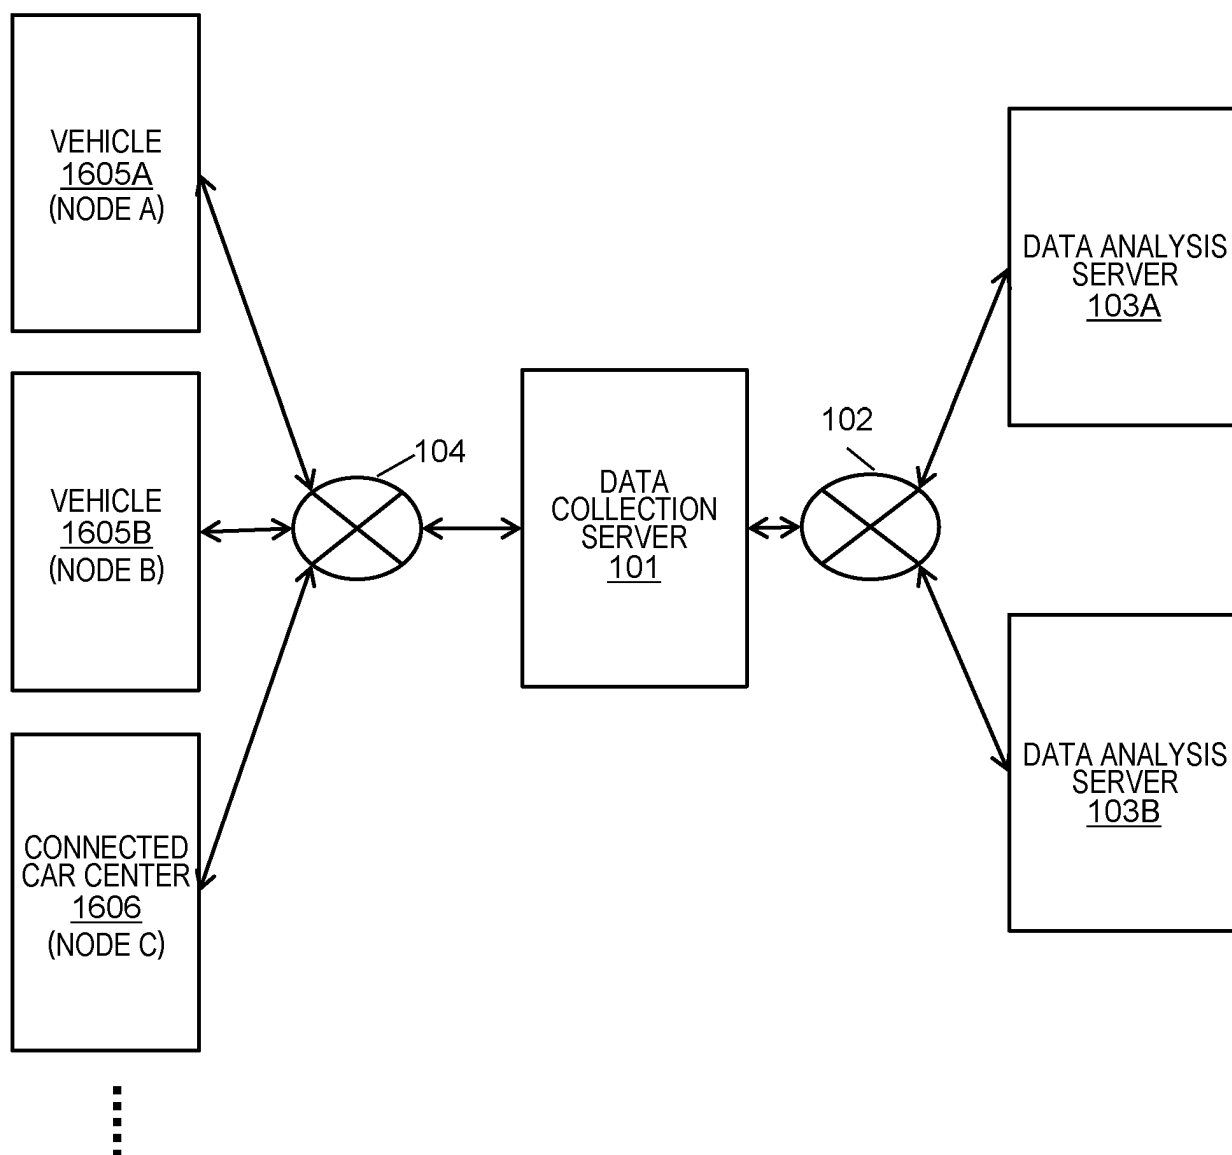 VEHICLE
1605A
(NODE A)
VEHICLE
1605B
(NODE B)
CONNECTED
CAR CENTER
1606
(NODE C)
104
DATA
COLLECTION
SERVER
101
102
DATA ANALYSIS
SERVER
103A
DATA ANALYSIS
SERVER
103B